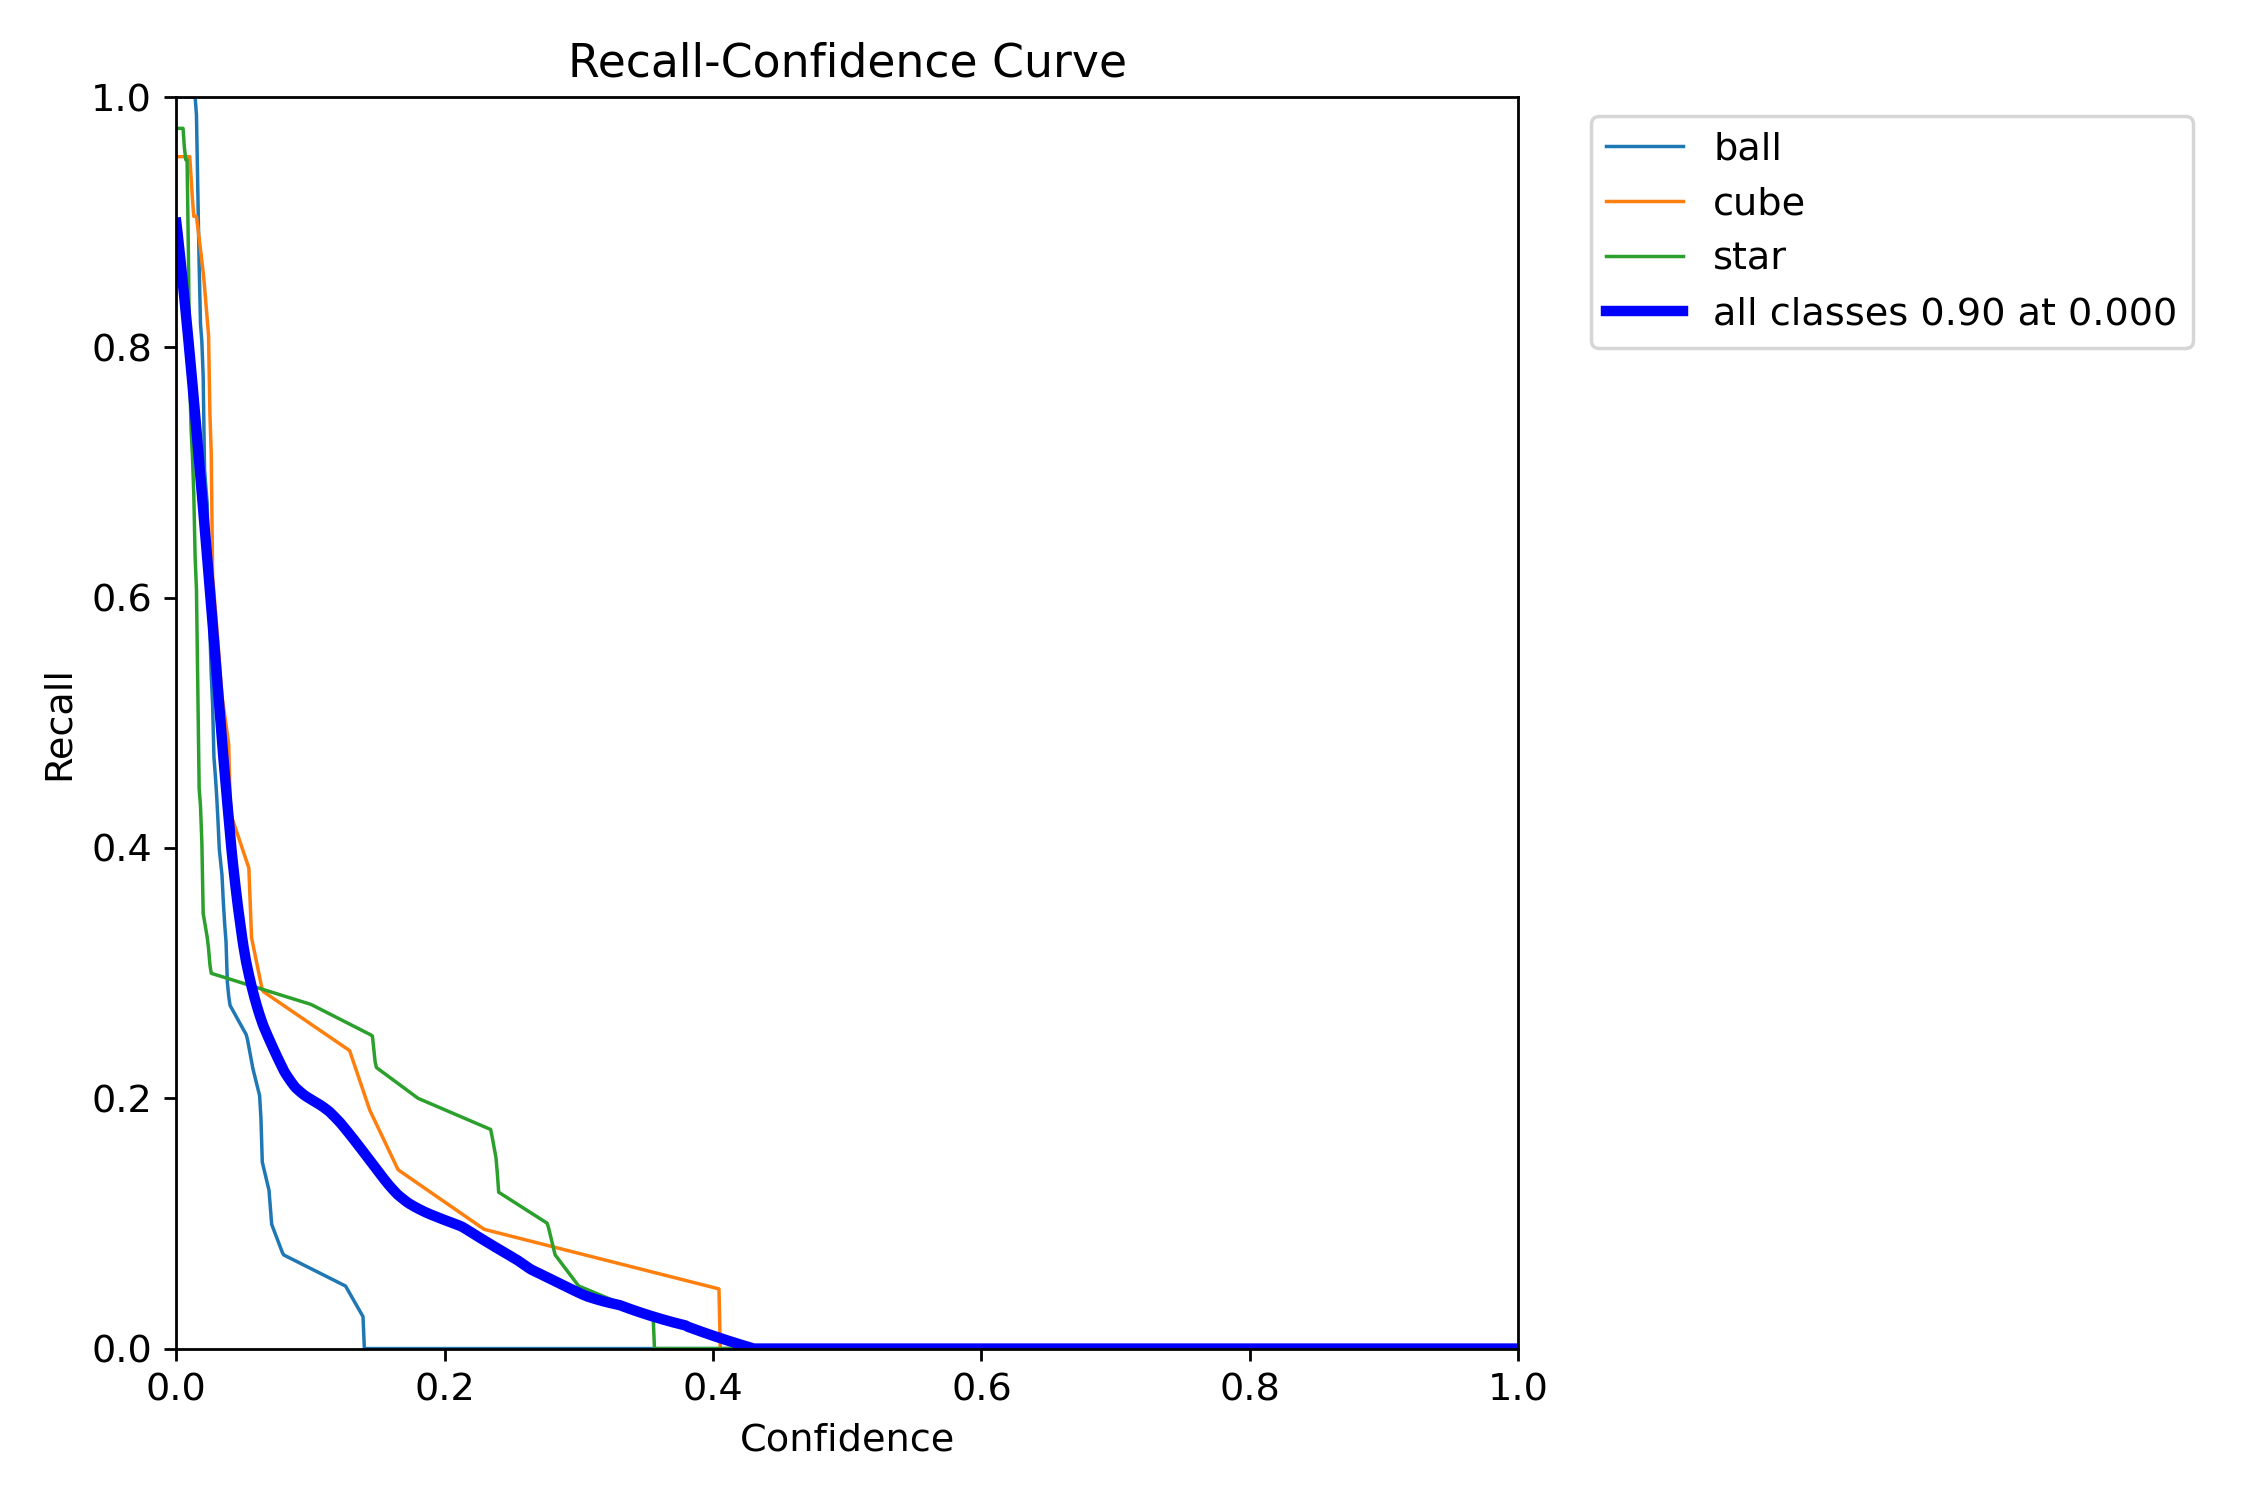 Recall-Confidence Curve
1.0
0.8
0.6
0.4
0.2
0.0
Recall
0.0 0.2 0.4 0.6 0.8 1.0
Confidence
ball
cube
star
all classes 0.90 at 0.000